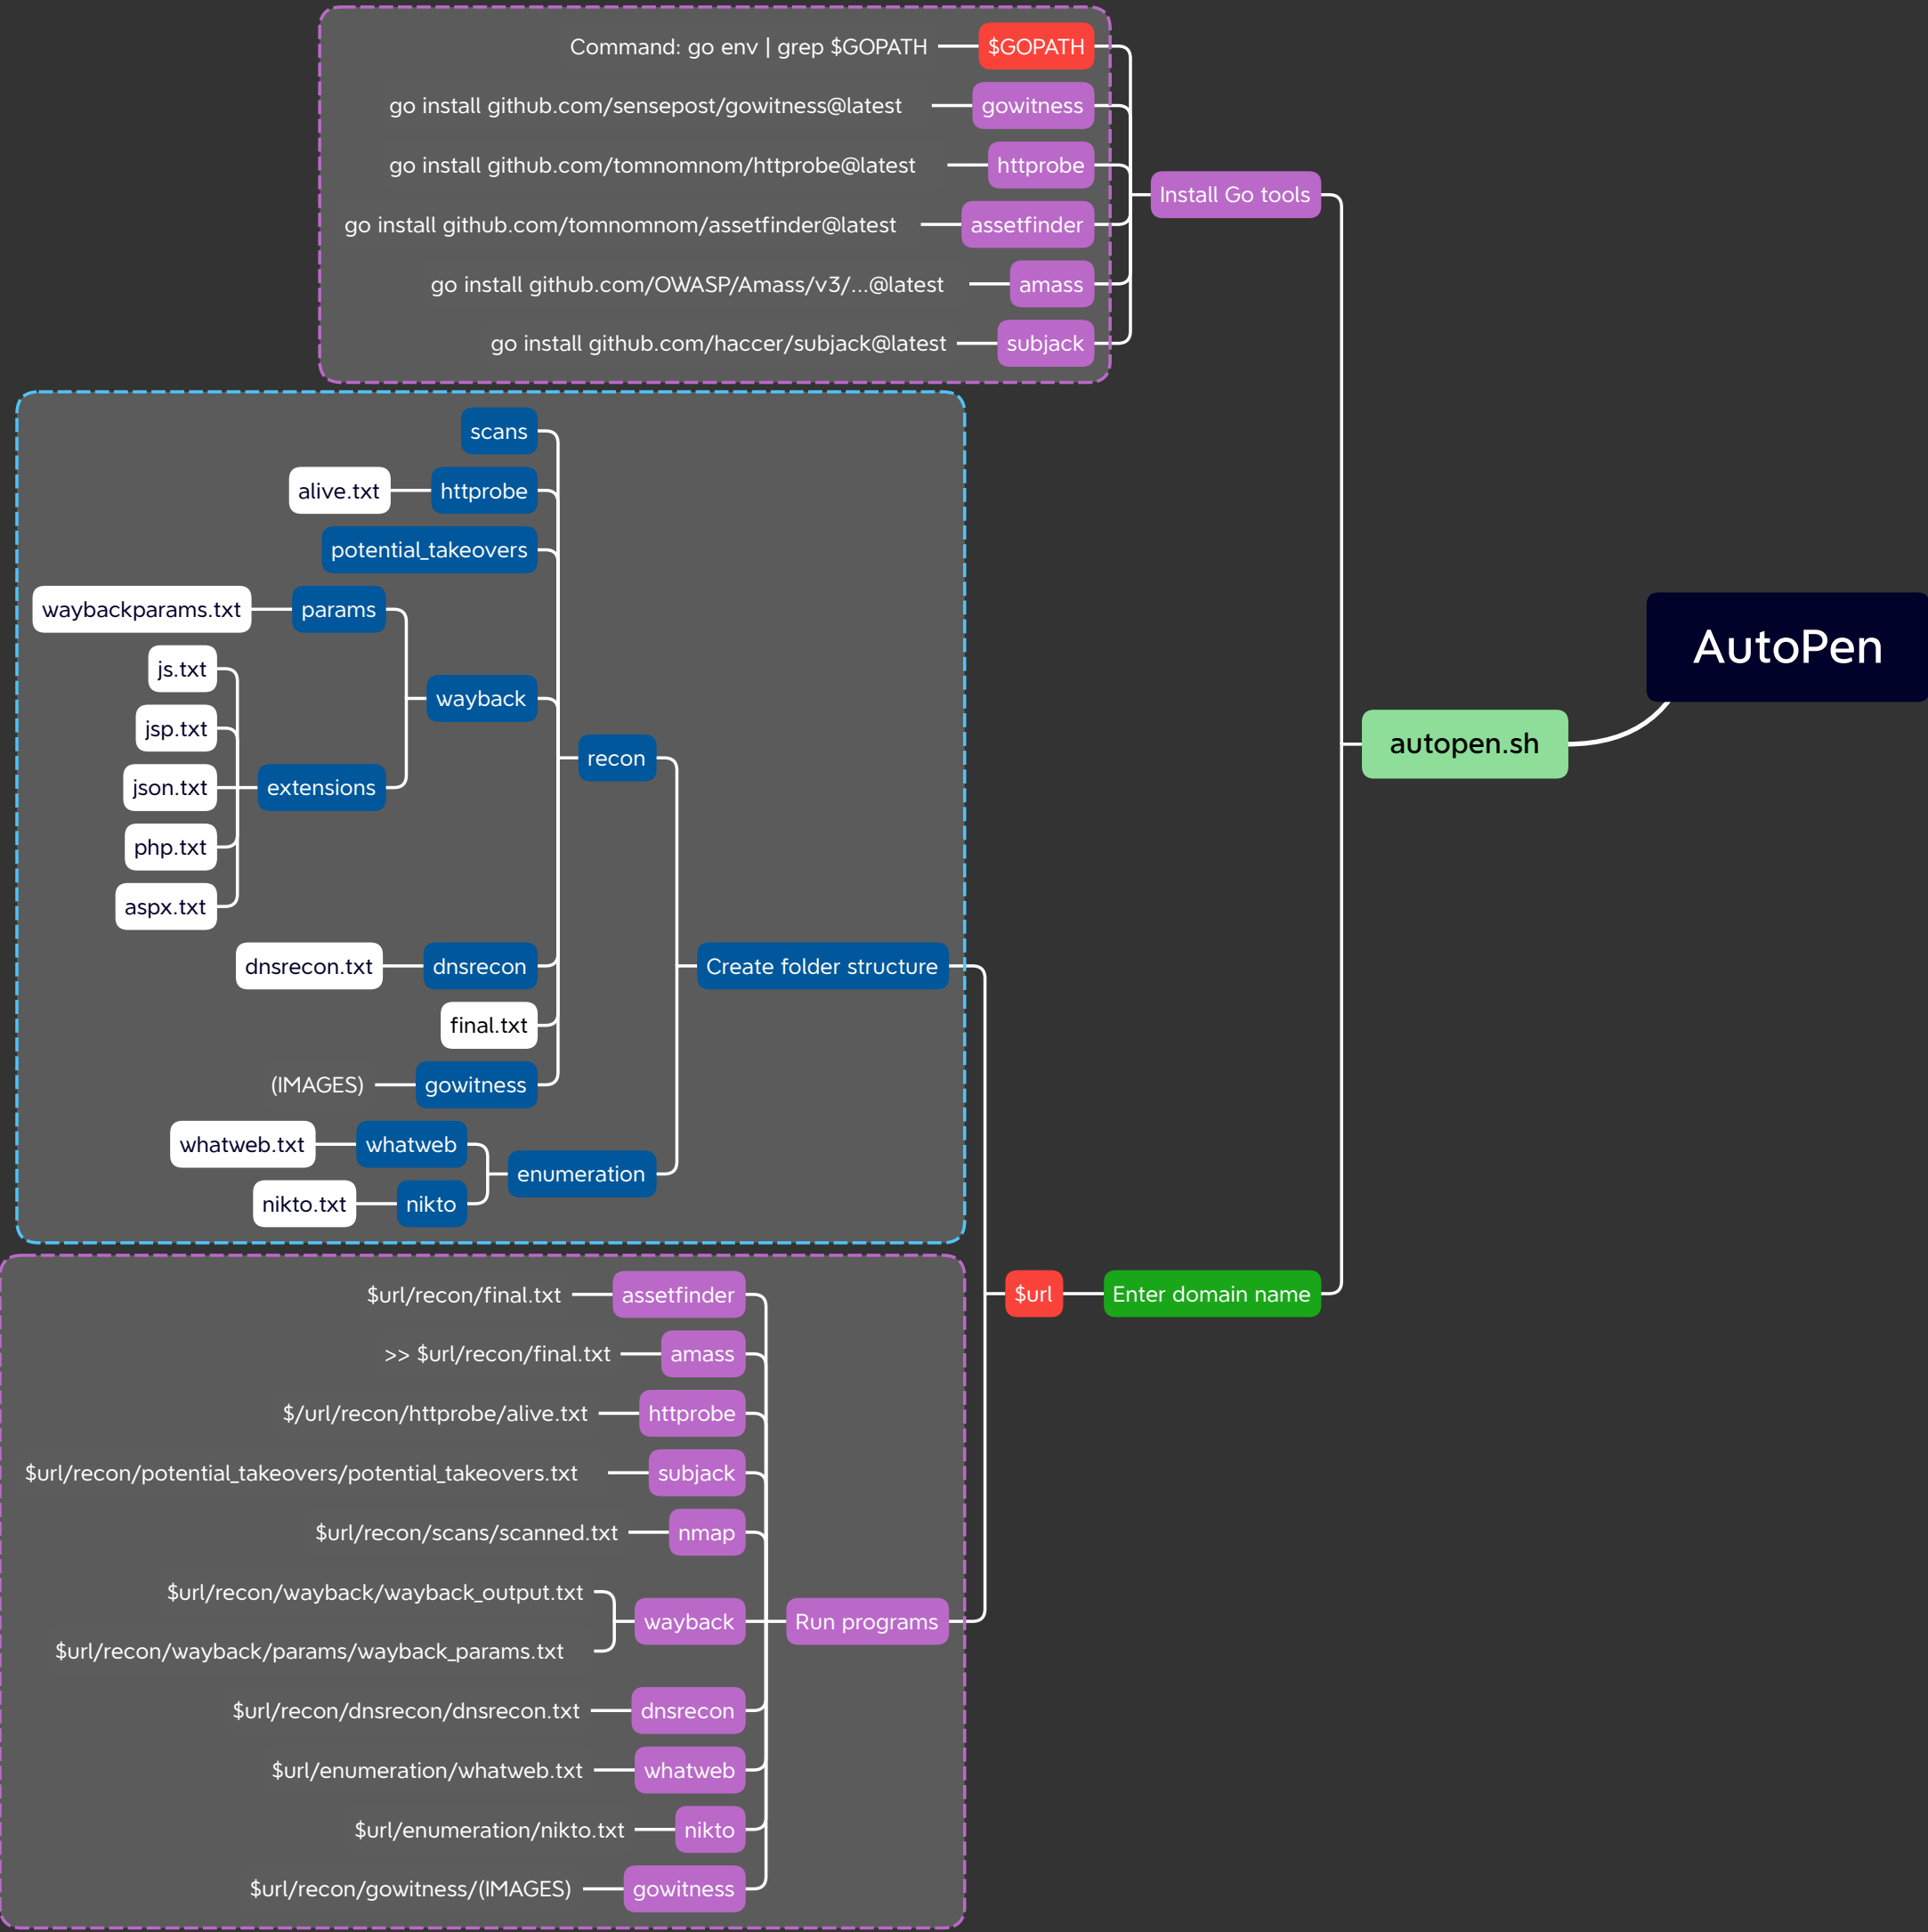 Command: go env | grep $GOPATH
$GOPATH
go install github.com/sensepost/gowitness@latest
gowitness
go install github.com/tomnomnom/httprobe@latest
httprobe
go install github.com/tomnomnom/assetfinder@latest
assetfinder
go install github.com/OWASP/Amass/v3/...@latest
amass
go install github.com/haccer/subjack@latest
subjack
Install Go tools
AutoPen
autopen.sh
scans
alive.txt
httprobe
potential_takeovers
waybackparams.txt
params
js.txt
jsp.txt
json.txt
php.txt
aspx.txt
extensions
wayback
dnsrecon.txt
dnsrecon
final.txt
(IMAGES)
gowitness
recon
whatweb.txt
whatweb
nikto.txt
nikto
enumeration
Create folder structure
$url
Enter domain name
$url/recon/final.txt
assetfinder
>> $url/recon/final.txt
amass
$/url/recon/httprobe/alive.txt
httprobe
$url/recon/potential_takeovers/potential_takeovers.txt
subjack
$url/recon/scans/scanned.txt
nmap
$url/recon/wayback/wayback_output.txt
$url/recon/wayback/params/wayback_params.txt
wayback
Run programs
$url/recon/dnsrecon/dnsrecon.txt
dnsrecon
$url/enumeration/whatweb.txt
whatweb
$url/enumeration/nikto.txt
nikto
$url/recon/gowitness/(IMAGES)
gowitness